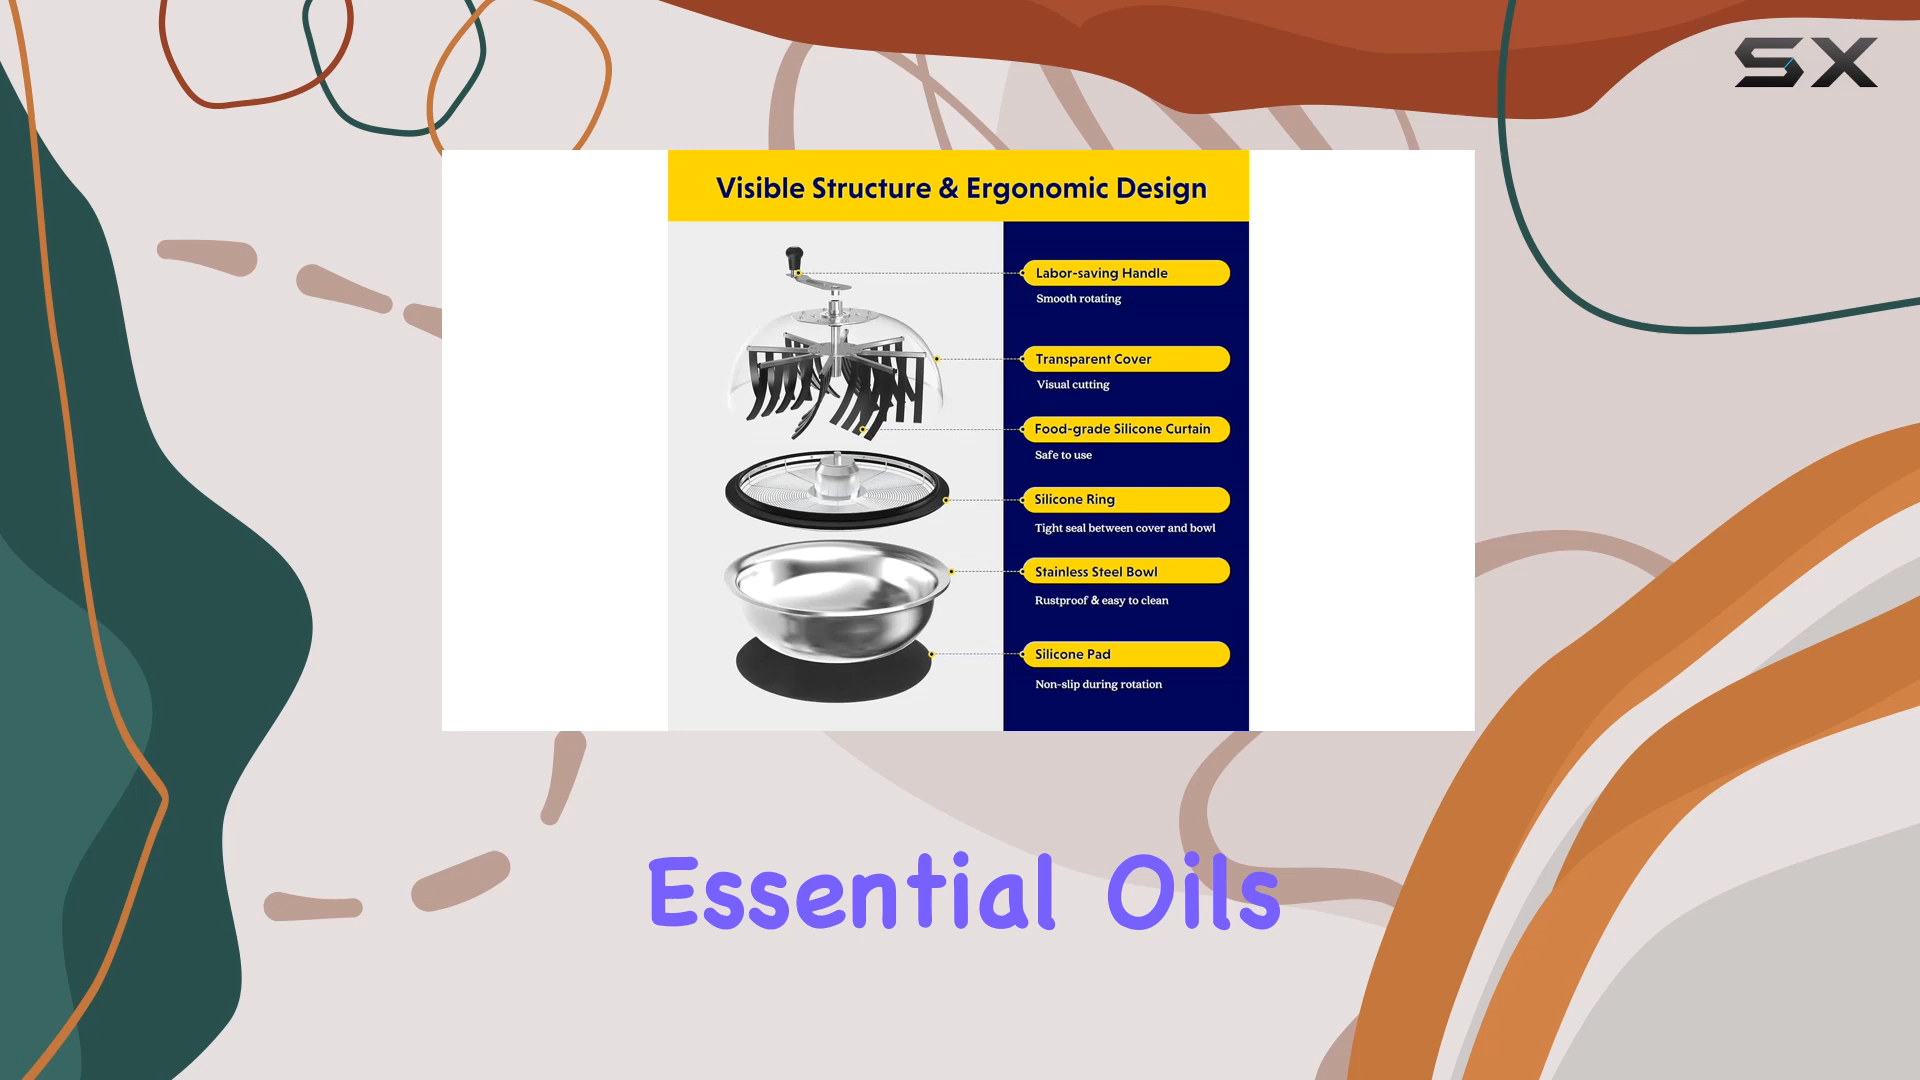 SX
Visible Structure & Ergonomic Design
Labor-saving Handle
Smooth rotating
Transparent Cover
Visual cutting
Food-grade Silicone Curtain
Safe to use
Silicone Ring
Tight seal between cover and bowl
Stainless Steel Bowl
Rustproof & easy to clean
Silicone Pad
Non-slip during rotation
Essential Oils